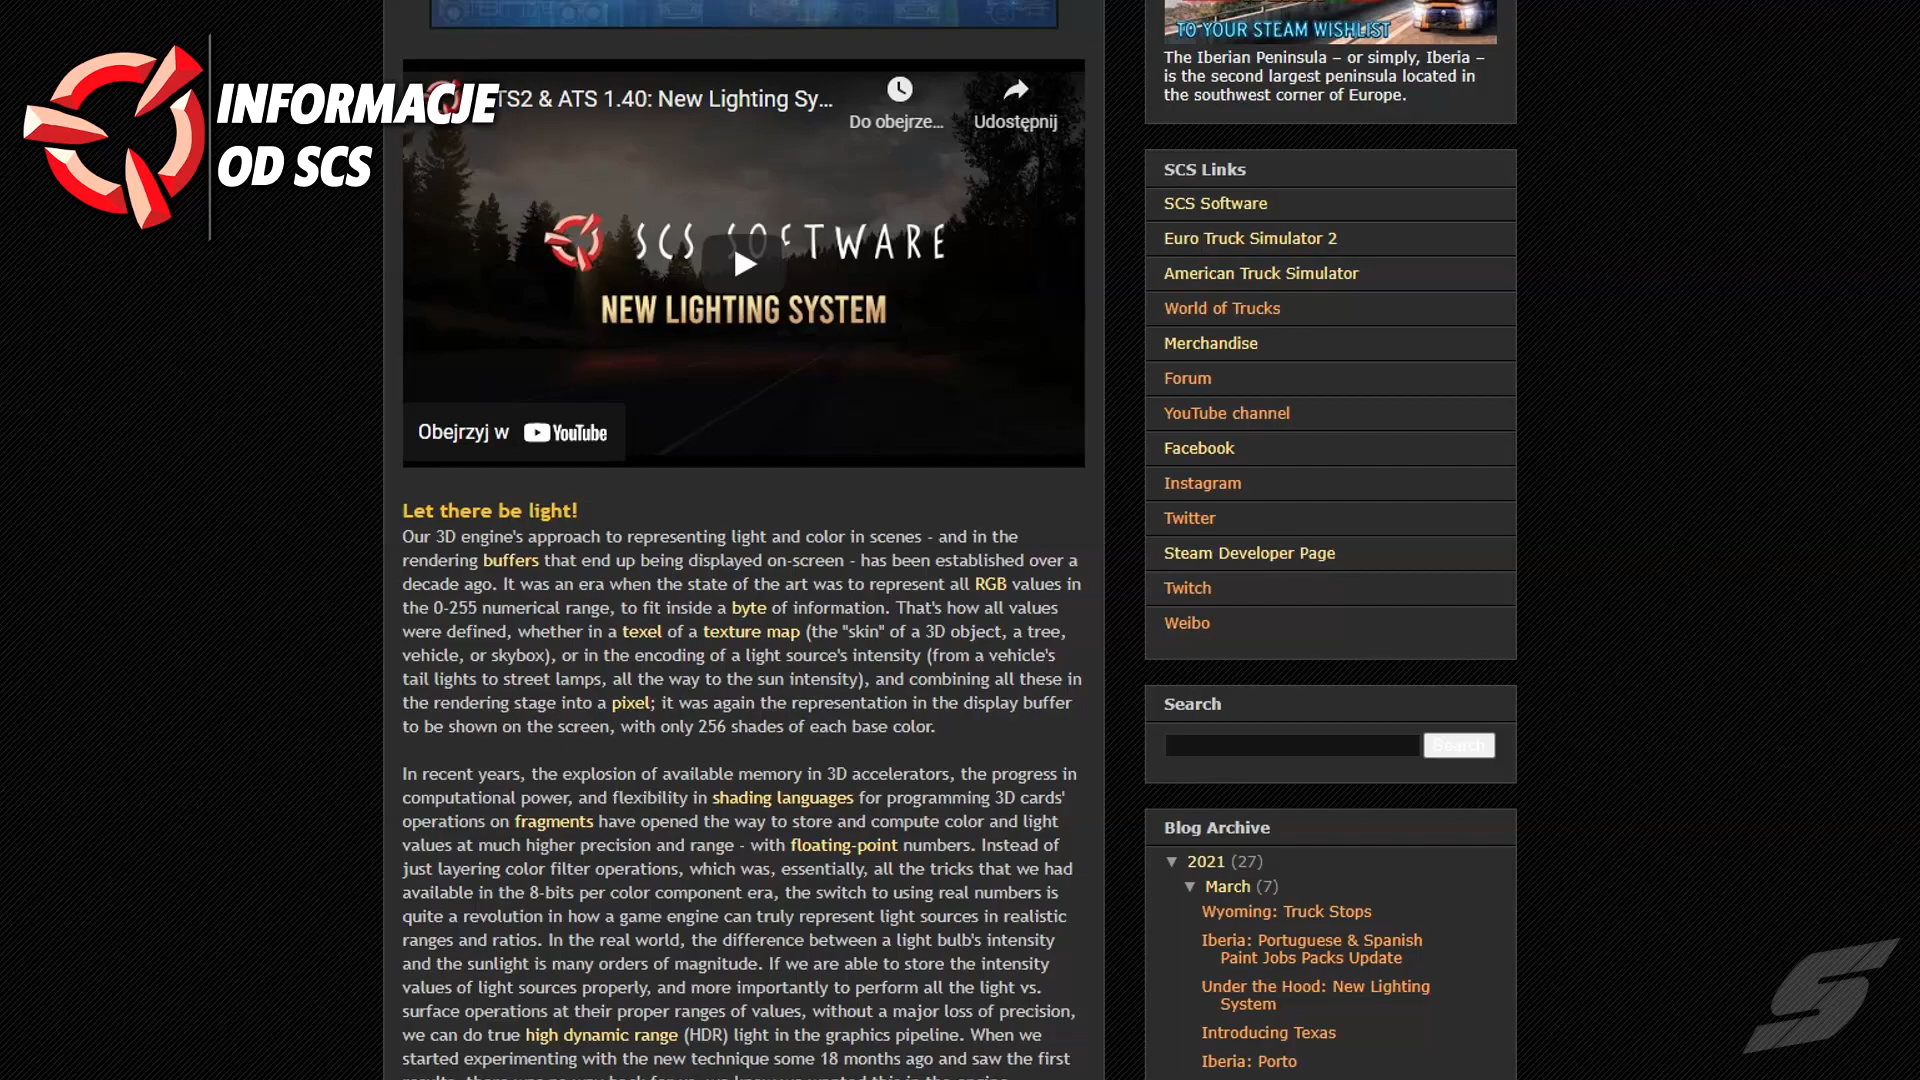 INFORMACJE
OD SCS
TS2 & ATS 1.40: New Lighting Sy...
Do obejrze...
Udostępnij
SCS SOFTWARE
NEW LIGHTING SYSTEM
Obejrzyj w YouTube
Let there be light!
Our 3D engine's approach to representing light and color in scenes - and in the
rendering buffers that end up being displayed on-screen - has been established over a
decade ago. It was an era when the state of the art was to represent all RGB values in
the 0-255 numerical range, to fit inside a byte of information. That's how all values
were defined, whether in a texel of a texture map (the "skin" of a 3D object, a tree,
vehicle, or skybox), or in the encoding of a light source's intensity (from a vehicle's
tail lights to street lamps, all the way to the sun intensity), and combining all these in
the rendering stage into a pixel; it was again the representation in the display buffer
to be shown on the screen, with only 256 shades of each base color.
In recent years, the explosion of available memory in 3D accelerators, the progress in
computational power, and flexibility in shading languages for programming 3D cards'
operations on fragments have opened the way to store and compute color and light
values at much higher precision and range - with floating-point numbers. Instead of
just layering color filter operations, which was, essentially, all the tricks that we had
available in the 8-bits per color component era, the switch to using real numbers is
quite a revolution in how a game engine can truly represent light sources in realistic
ranges and ratios. In the real world, the difference between a light bulb's intensity
and the sunlight is many orders of magnitude. If we are able to store the intensity
values of light sources properly, and more importantly to perform all the light vs.
surface operations at their proper ranges of values, without a major loss of precision,
we can do true high dynamic range (HDR) light in the graphics pipeline. When we
started experimenting with the new technique some 18 months ago and saw the first
TO YOUR STEAM WISHLIST
The Iberian Peninsula – or simply, Iberia –
is the second largest peninsula located in
the southwest corner of Europe.
SCS Links
SCS Software
Euro Truck Simulator 2
American Truck Simulator
World of Trucks
Merchandise
Forum
YouTube channel
Facebook
Instagram
Twitter
Steam Developer Page
Twitch
Weibo
Search
Search
Blog Archive
▼ 2021 (27)
▼ March (7)
Wyoming: Truck Stops
Iberia: Portuguese & Spanish
Paint Jobs Packs Update
Under the Hood: New Lighting
System
Introducing Texas
Iberia: Porto